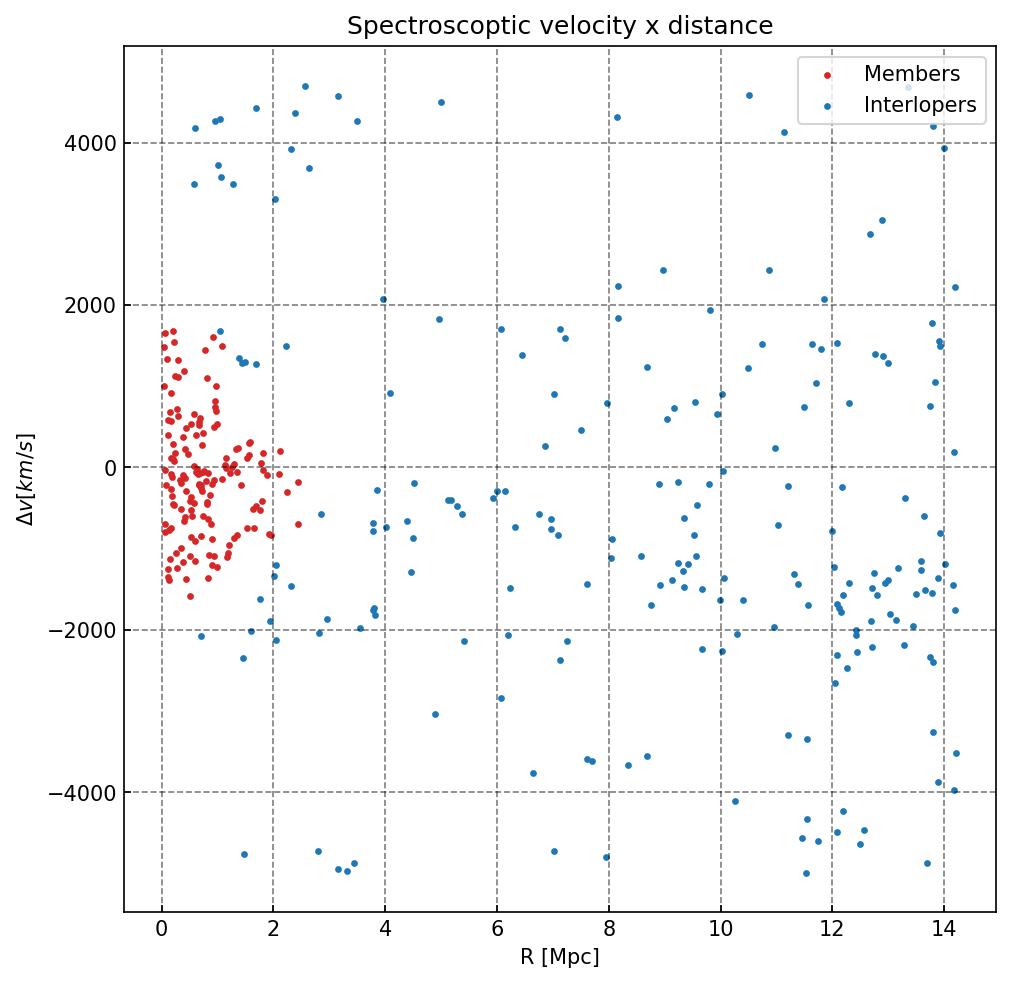 Spectroscoptic velocity x distance
Members
Interlopers
4000
2000
0
−2000
−4000
Δv[km/s]
0 2 4 6 8 10 12 14
R [Mpc]